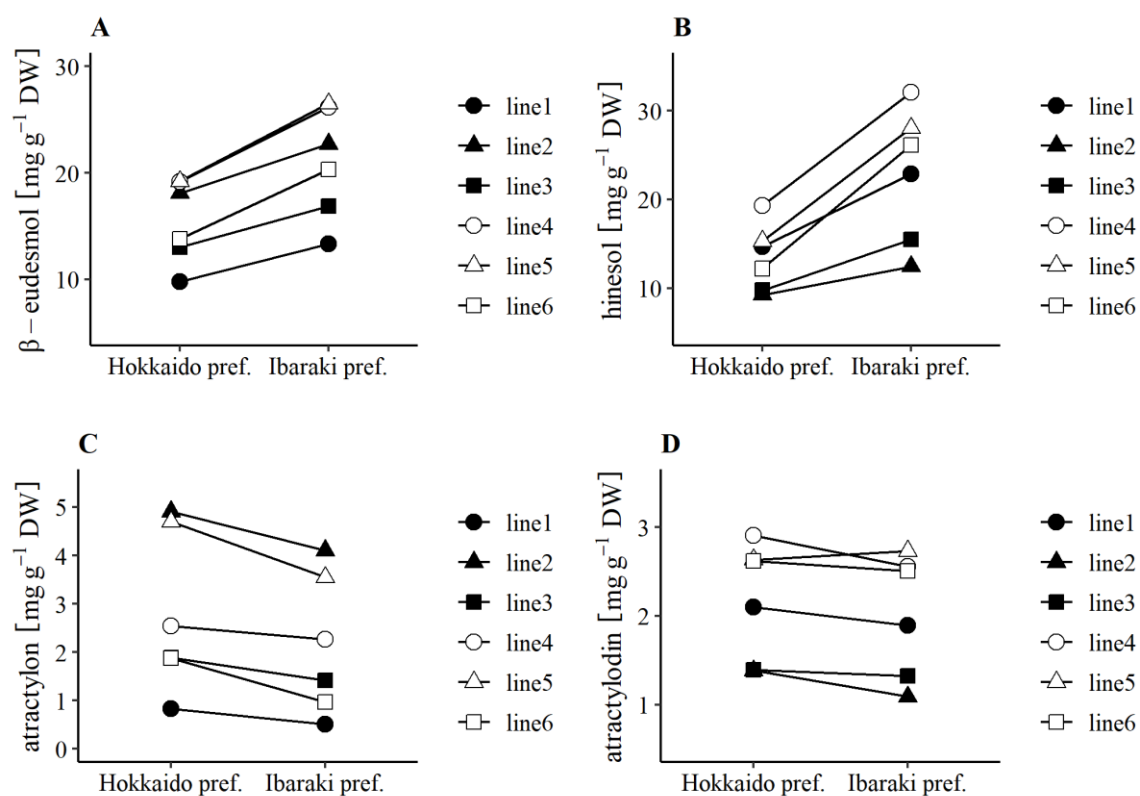 A
β−eudesmol [mg g⁻¹ DW]
30
20
10
Hokkaido pref. Ibaraki pref.
line1
line2
line3
line4
line5
line6
B
hinesol [mg g⁻¹ DW]
30
20
10
Hokkaido pref. Ibaraki pref.
line1
line2
line3
line4
line5
line6
C
atractylon [mg g⁻¹ DW]
5
4
3
2
1
0
Hokkaido pref. Ibaraki pref.
line1
line2
line3
line4
line5
line6
D
atractylodin [mg g⁻¹ DW]
3
2
1
Hokkaido pref. Ibaraki pref.
line1
line2
line3
line4
line5
line6